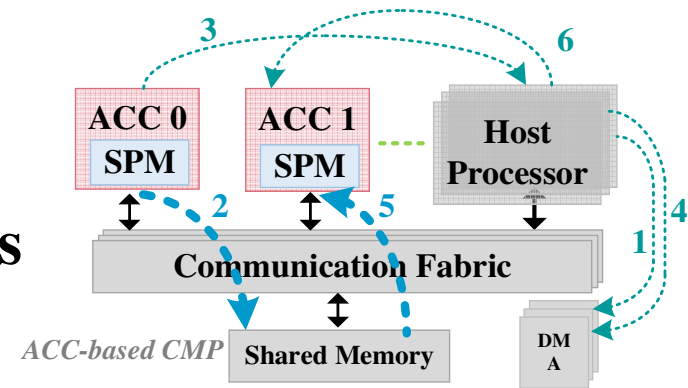 3
6
ACC 0
SPM
ACC 1
SPM
Host
Processor
2
5
4
1
s
Communication Fabric
ACC-based CMP
Shared Memory
DM
A